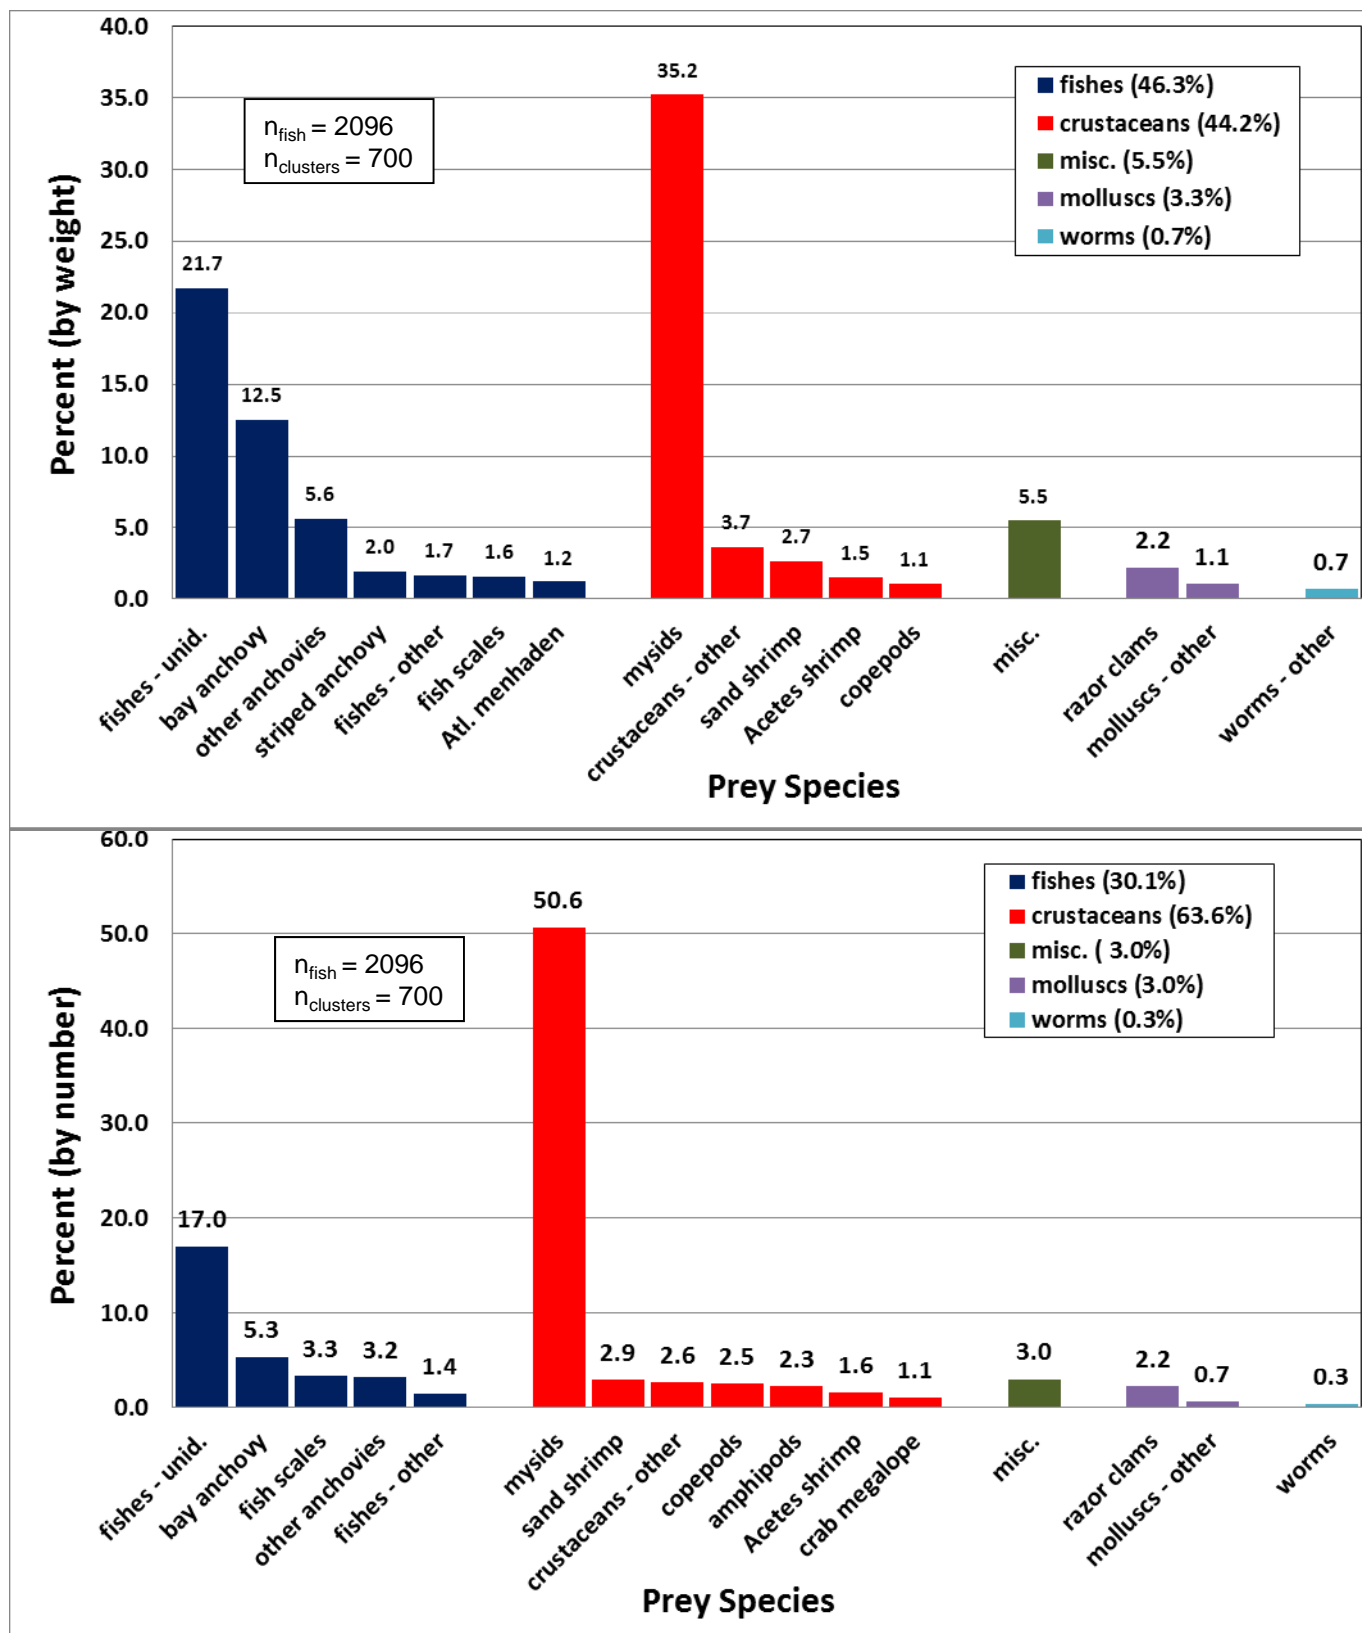 40.0
35.0
30.0
25.0
20.0
15.0
10.0
5.0
0.0
Percent (by weight)
nfish = 2096
nclusters = 700
fishes (46.3%)
crustaceans (44.2%)
misc. (5.5%)
molluscs (3.3%)
worms (0.7%)
21.7
12.5
5.6
2.0
1.7
1.6
1.2
35.2
3.7
2.7
1.5
1.1
5.5
2.2
1.1
0.7
fishes - unid.
bay anchovy
other anchovies
striped anchovy
fishes - other
fish scales
Atl. menhaden
mysids
crustaceans - other
sand shrimp
Acetes shrimp
copepods
misc.
razor clams
molluscs - other
worms - other
Prey Species
60.0
50.0
40.0
30.0
20.0
10.0
0.0
Percent (by number)
nfish = 2096
nclusters = 700
fishes (30.1%)
crustaceans (63.6%)
misc. ( 3.0%)
molluscs (3.0%)
worms (0.3%)
17.0
5.3
3.3
3.2
1.4
50.6
2.9
2.6
2.5
2.3
1.6
1.1
3.0
2.2
0.7
0.3
fishes - unid.
bay anchovy
fish scales
other anchovies
fishes - other
mysids
sand shrimp
crustaceans - other
copepods
amphipods
Acetes shrimp
crab megalope
misc.
razor clams
molluscs - other
worms
Prey Species